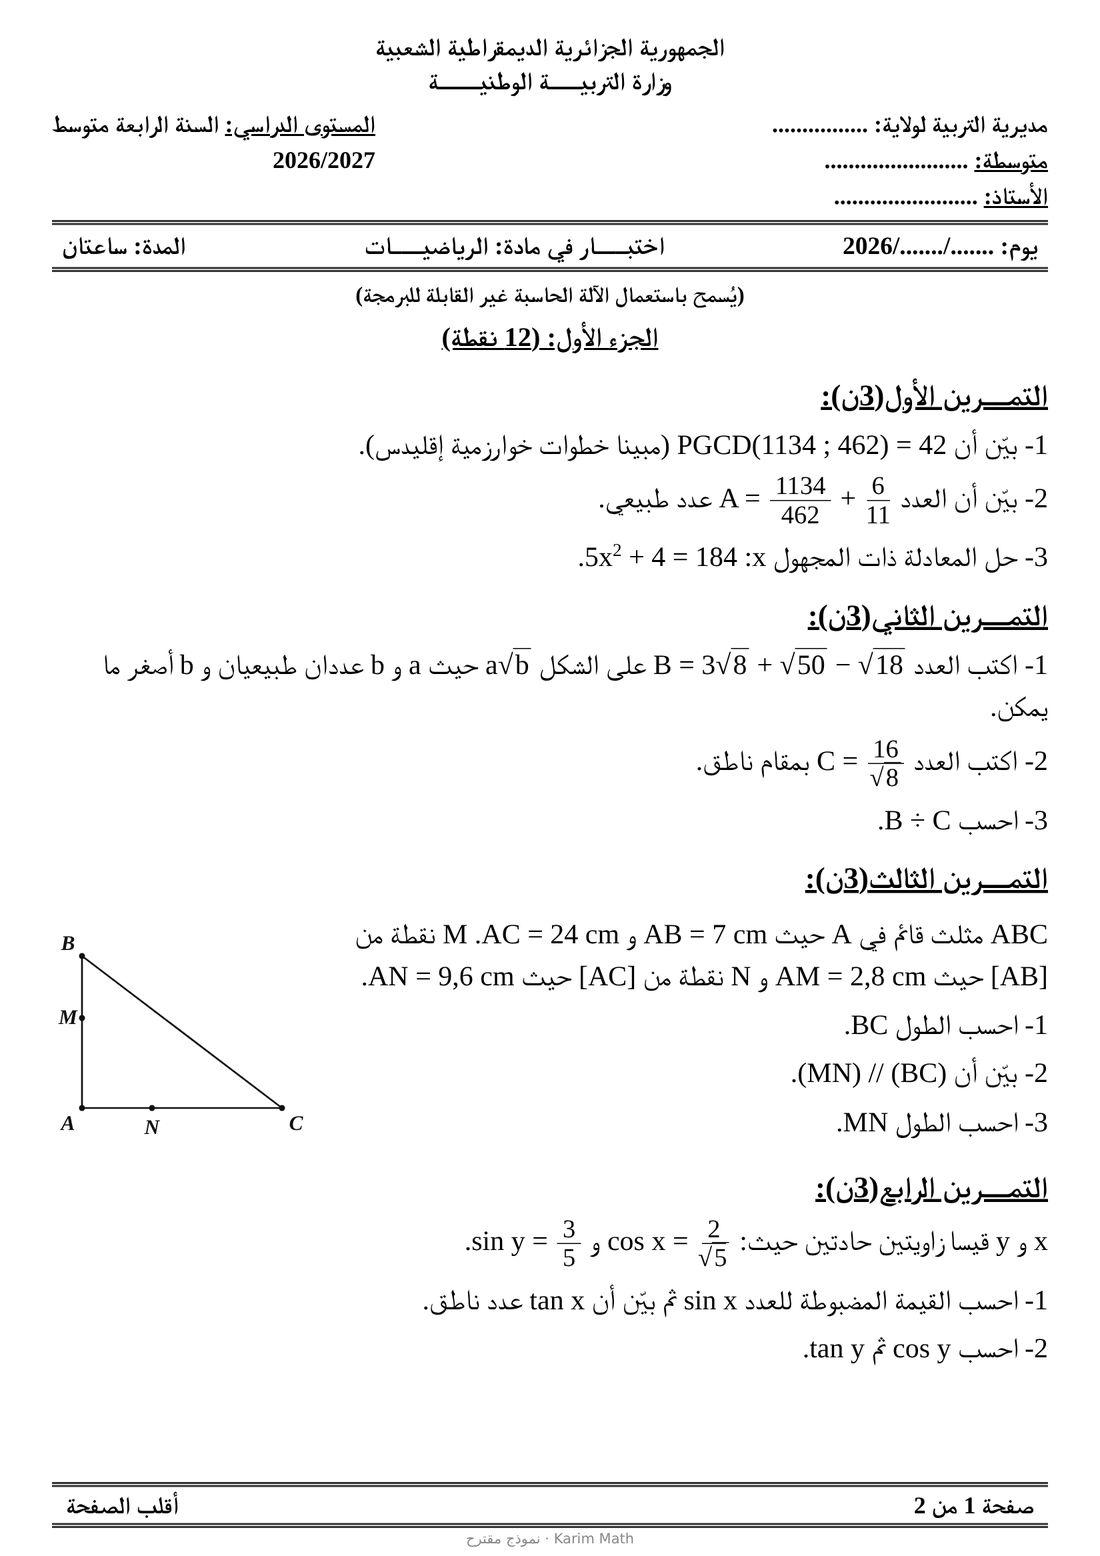 الجمهورية الجزائرية الديمقراطية الشعبية
وزارة التربيـــــة الوطنيـــــــة
مديرية التربية لولاية: ................
المستوى الدراسي: السنة الرابعة متوسط
متوسطة: ........................
2026/2027
الأستاذ: ........................
يوم: ......./......./2026
اختبـــــار في مادة: الرياضيـــــات
المدة: ساعتان
(يُسمح باستعمال الآلة الحاسبة غير القابلة للبرمجة)
الجزء الأول: (12 نقطة)
التمـــــرين الأول(3ن):
1- بيّن أن PGCD(1134 ; 462) = 42 (مبينا خطوات خوارزمية إقليدس).
2- بيّن أن العدد A = 1134/462 + 6/11 عدد طبيعي.
3- حل المعادلة ذات المجهول x: 5x² + 4 = 184.
التمـــــرين الثاني(3ن):
1- اكتب العدد B = 3√8 + √50 − √18 على الشكل a√b حيث a و b عددان طبيعيان و b أصغر ما
يمكن.
2- اكتب العدد C = 16/√8 بمقام ناطق.
3- احسب B ÷ C.
التمـــــرين الثالث(3ن):
ABC مثلث قائم في A حيث AB = 7 cm و AC = 24 cm. M نقطة من
[AB] حيث AM = 2,8 cm و N نقطة من [AC] حيث AN = 9,6 cm.
1- احسب الطول BC.
2- بيّن أن (MN) // (BC).
3- احسب الطول MN.
B
M
A
N
C
التمـــــرين الرابع(3ن):
x و y قيسا زاويتين حادتين حيث: cos x = 2/√5 و sin y = 3/5.
1- احسب القيمة المضبوطة للعدد sin x ثم بيّن أن tan x عدد ناطق.
2- احسب cos y ثم tan y.
صفحة 1 من 2
أقلب الصفحة
نموذج مقترح · Karim Math